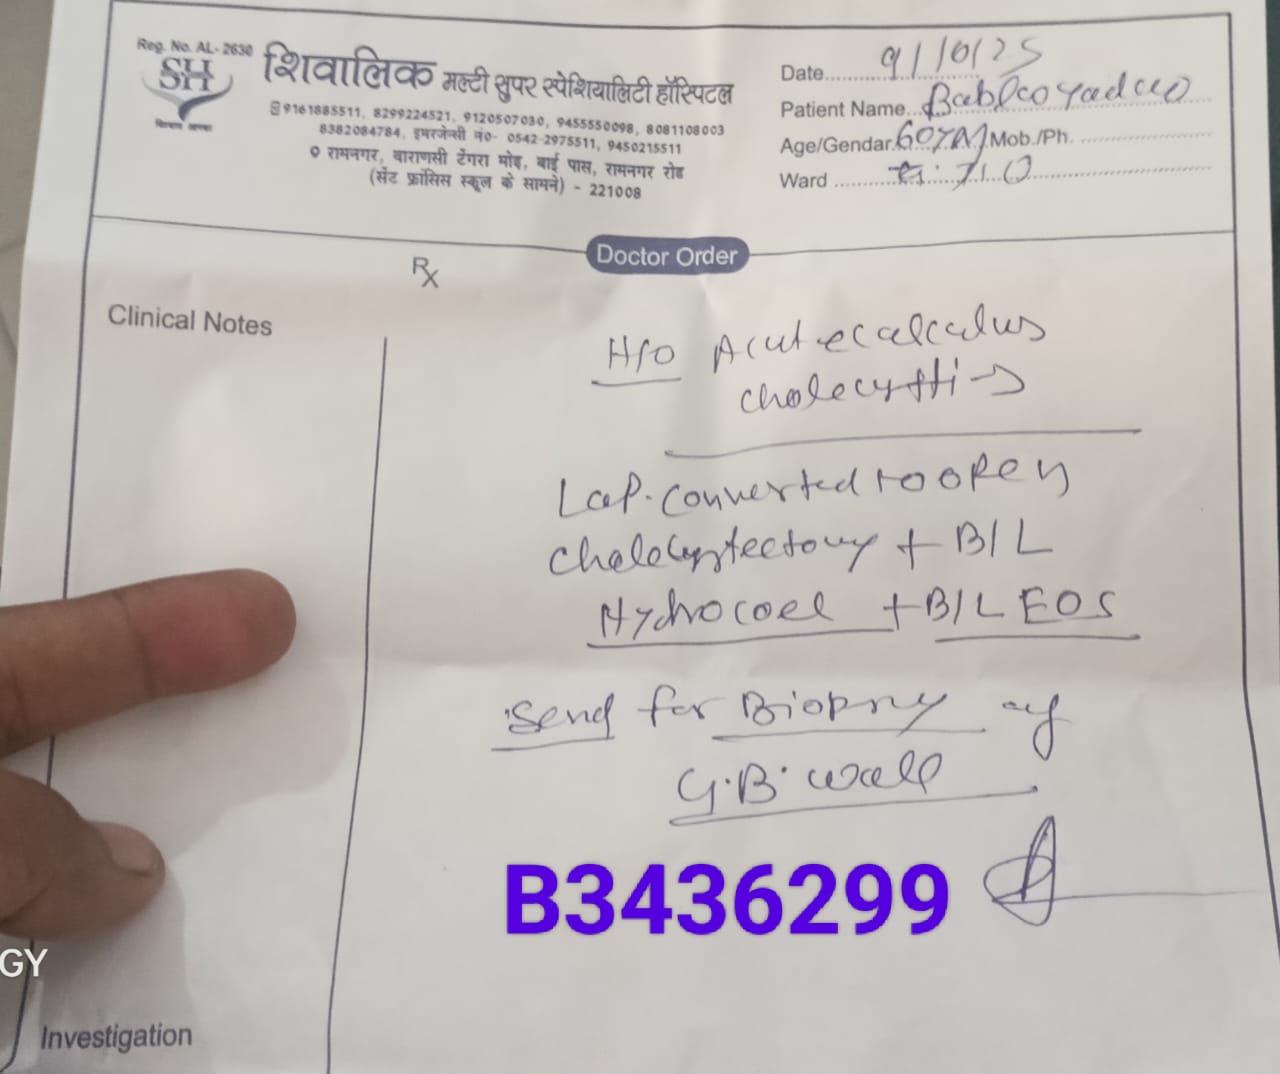 Reg. No. AL- 2630
SH
शिवालिक मल्टी सुपर स्पेशियालिटी हॉस्पिटल
9161885511, 8299224521, 9120507030, 9455550098, 8081108003
8382084784, इमरजेन्सी नं०- 0542-2975511, 9450215511
रामनगर, वाराणसी टेंगरा मोड़, बाई पास, रामनगर रोड
(सेंट फ्रांसिस स्कूल के सामने) - 221008
Date 9/10/25
Patient Name Babloo Yadav
Age/Gendar 60Y/M Mob./Ph.
Ward
Doctor Order
Rx
Clinical Notes
H/O Acute calculus
cholecystitis
Lap. converted to open
cholecystectomy + B/L
Hydrocoel + B/L EOS
Send for Biopsy of
G.B. wall
B3436299
GY
Investigation